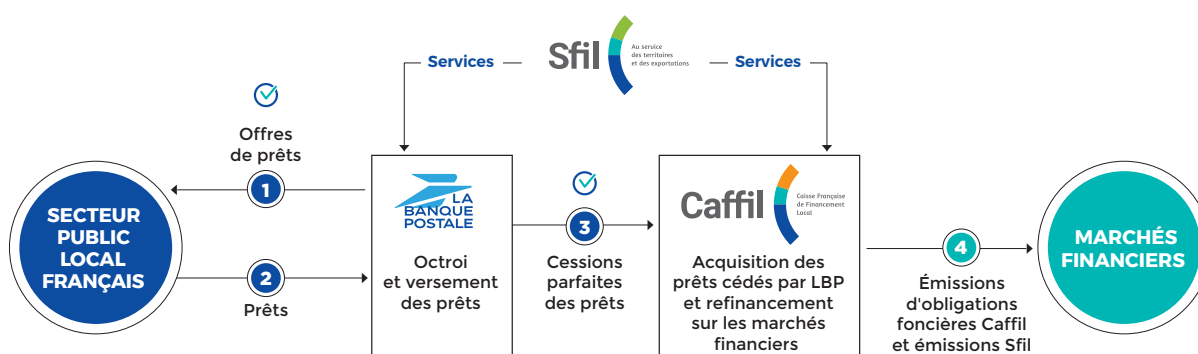 Sfil
Au service
des territoires
et des exportations
Services
Services
Offres
de prêts
1
SECTEUR
PUBLIC
LOCAL
FRANÇAIS
2
Prêts
LA
BANQUE
POSTALE
Octroi
et versement
des prêts
3
Cessions
parfaites
des prêts
Caffil
Caisse Française
de Financement
Local
Acquisition des
prêts cédés par LBP
et refinancement
sur les marchés
financiers
4
Émissions
d'obligations
foncières Caffil
et émissions Sfil
MARCHÉS
FINANCIERS